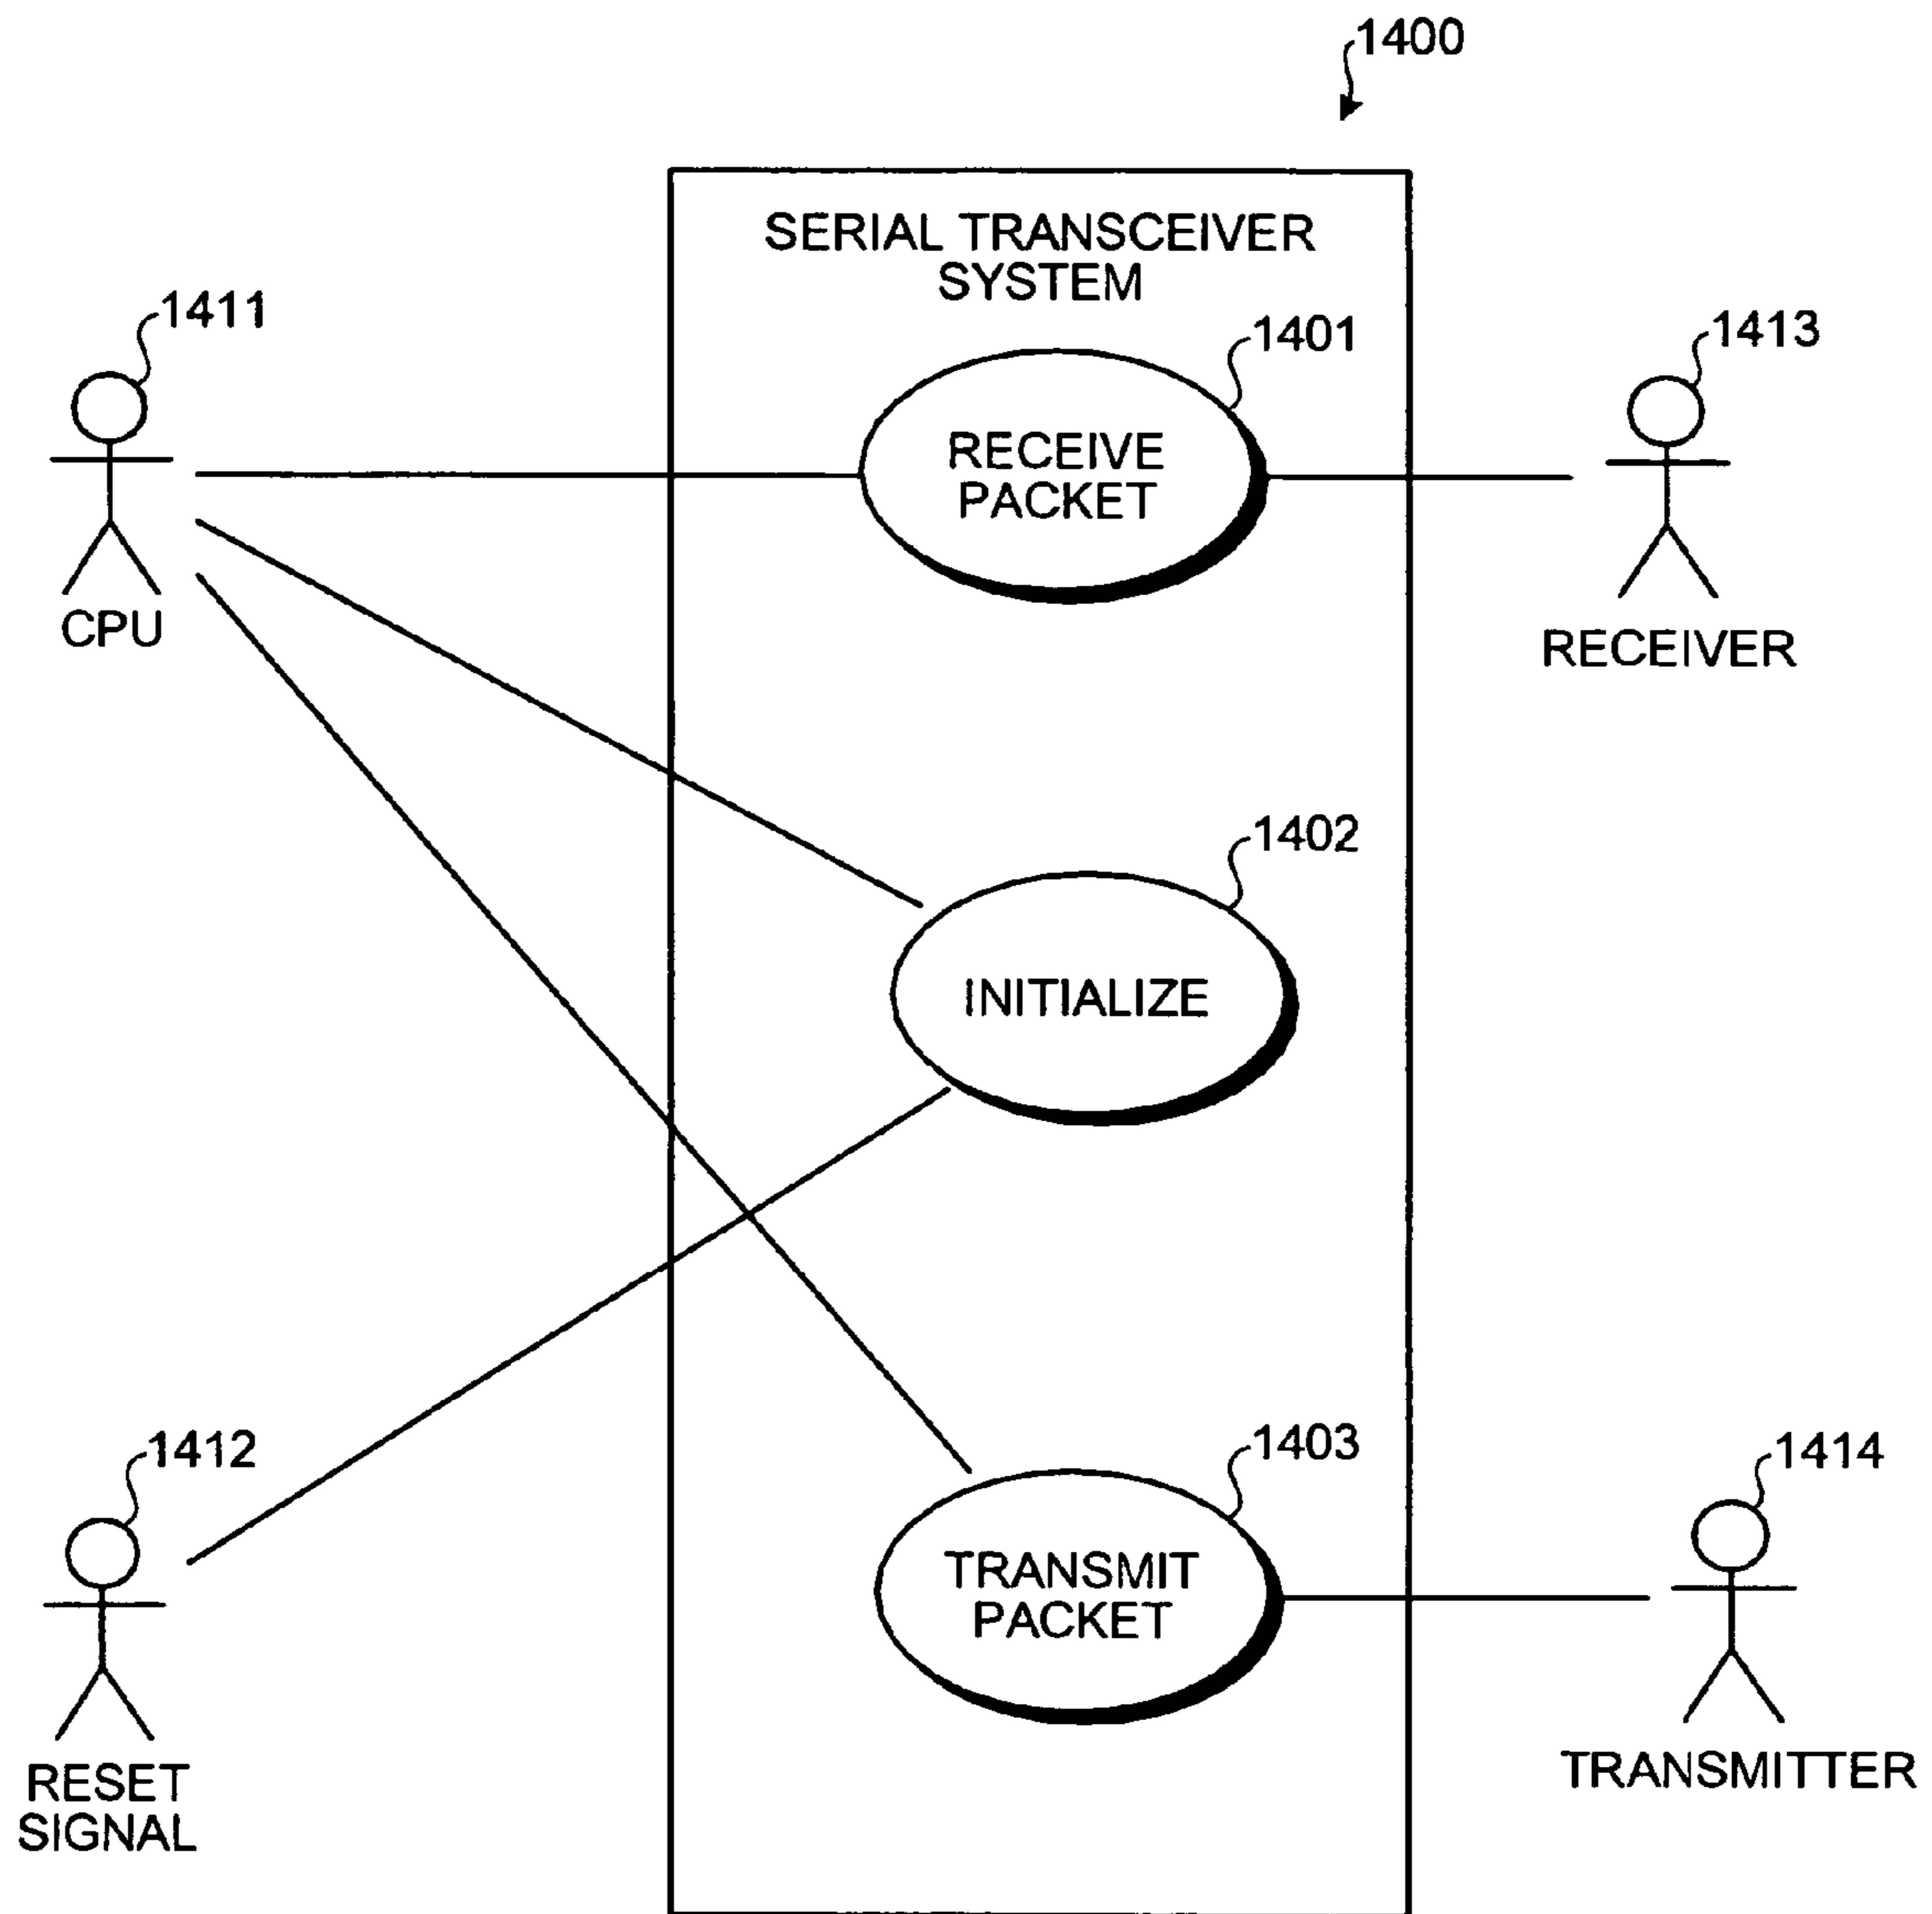 1400
SERIAL TRANSCEIVER
SYSTEM
1411
1401
1413
RECEIVE
PACKET
CPU
RECEIVER
1402
INITIALIZE
1412
1403
1414
TRANSMIT
PACKET
RESET
SIGNAL
TRANSMITTER